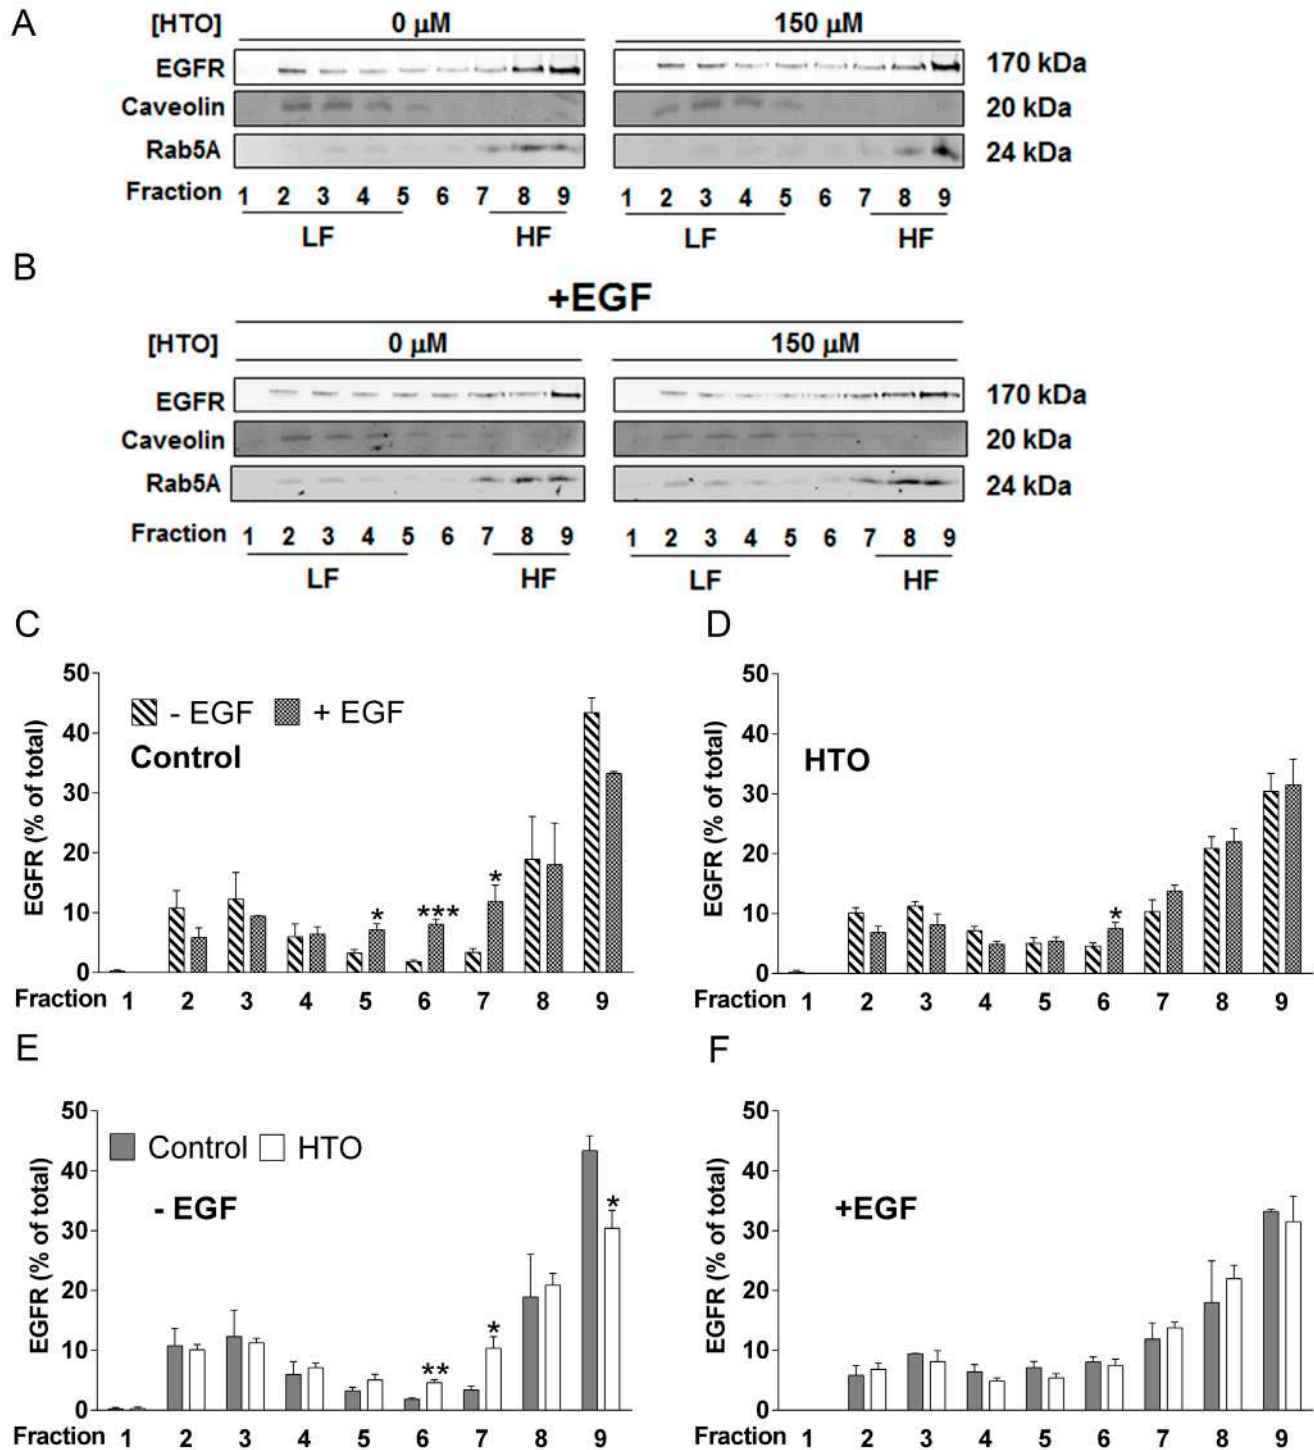 A
[HTO] 0 µM 150 µM
EGFR 170 kDa
Caveolin 20 kDa
Rab5A 24 kDa
Fraction 1 2 3 4 5 6 7 8 9 1 2 3 4 5 6 7 8 9
LF HF LF HF
B
+EGF
[HTO] 0 µM 150 µM
EGFR 170 kDa
Caveolin 20 kDa
Rab5A 24 kDa
Fraction 1 2 3 4 5 6 7 8 9 1 2 3 4 5 6 7 8 9
LF HF LF HF
C
EGFR (% of total)
50
40
30
20
10
0
- EGF + EGF
Control
* *** *
Fraction 1 2 3 4 5 6 7 8 9
D
EGFR (% of total)
50
40
30
20
10
0
HTO
*
Fraction 1 2 3 4 5 6 7 8 9
E
EGFR (% of total)
50
40
30
20
10
0
Control HTO
- EGF
** * *
Fraction 1 2 3 4 5 6 7 8 9
F
EGFR (% of total)
50
40
30
20
10
0
+EGF
Fraction 1 2 3 4 5 6 7 8 9